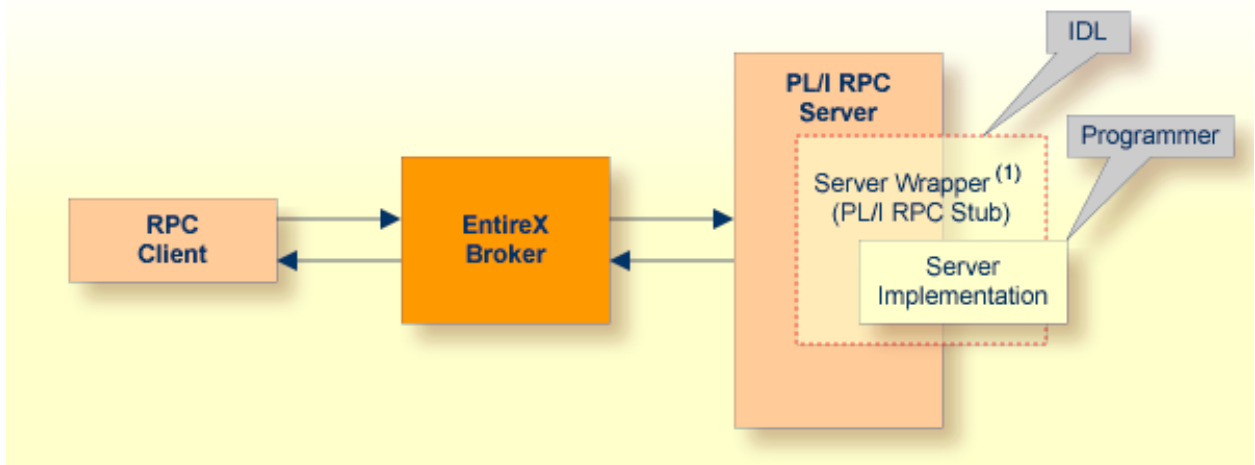 IDL
PL/I RPC
Server
Programmer
Server Wrapper (1)
(PL/I RPC Stub)
RPC
Client
EntireX
Broker
Server
Implementation